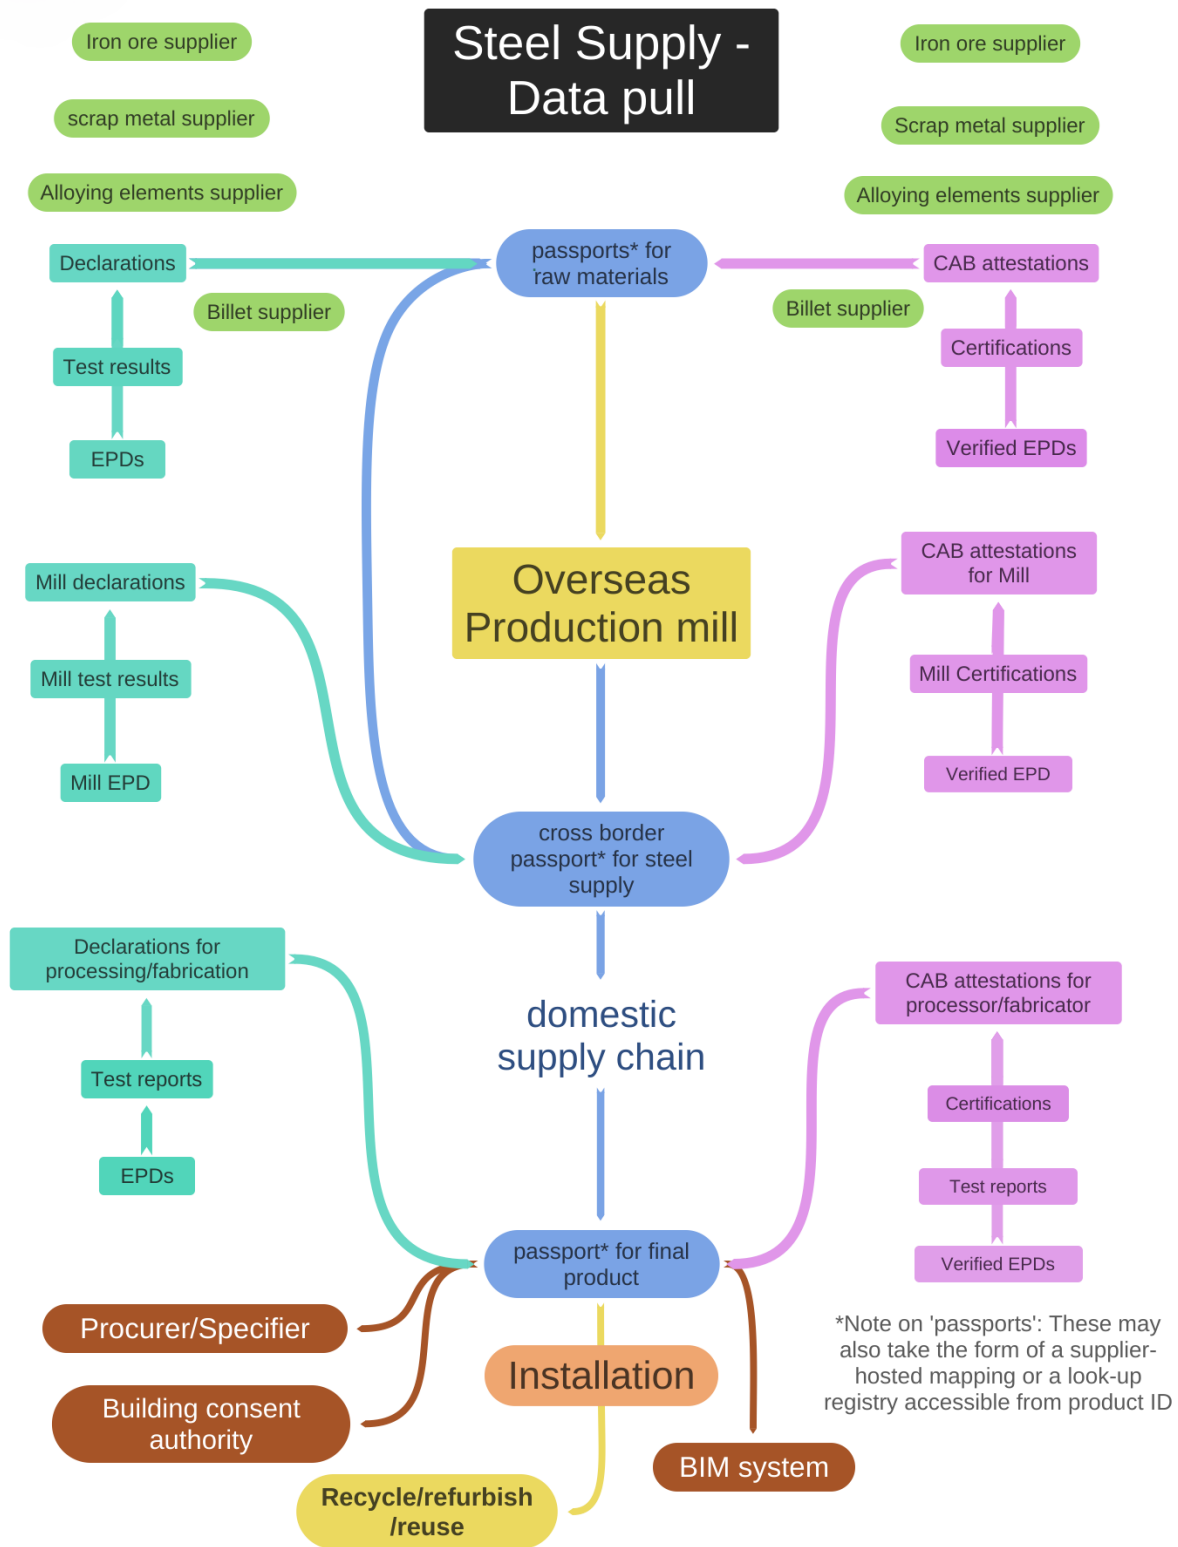 Steel Supply -
Data pull
Iron ore supplier
scrap metal supplier
Alloying elements supplier
Iron ore supplier
Scrap metal supplier
Alloying elements supplier
Declarations
passports* for
raw materials
CAB attestations
Billet supplier
Billet supplier
Test results
Certifications
EPDs
Verified EPDs
Overseas
Production mill
Mill declarations
CAB attestations
for Mill
Mill test results
Mill Certifications
Mill EPD
Verified EPD
cross border
passport* for steel
supply
Declarations for
processing/fabrication
CAB attestations for
processor/fabricator
domestic
supply chain
Test reports
Certifications
EPDs
Test reports
Verified EPDs
passport* for final
product
Procurer/Specifier
Building consent
authority
Installation
Recycle/refurbish
/reuse
BIM system
*Note on 'passports': These may
also take the form of a supplier-
hosted mapping or a look-up
registry accessible from product ID